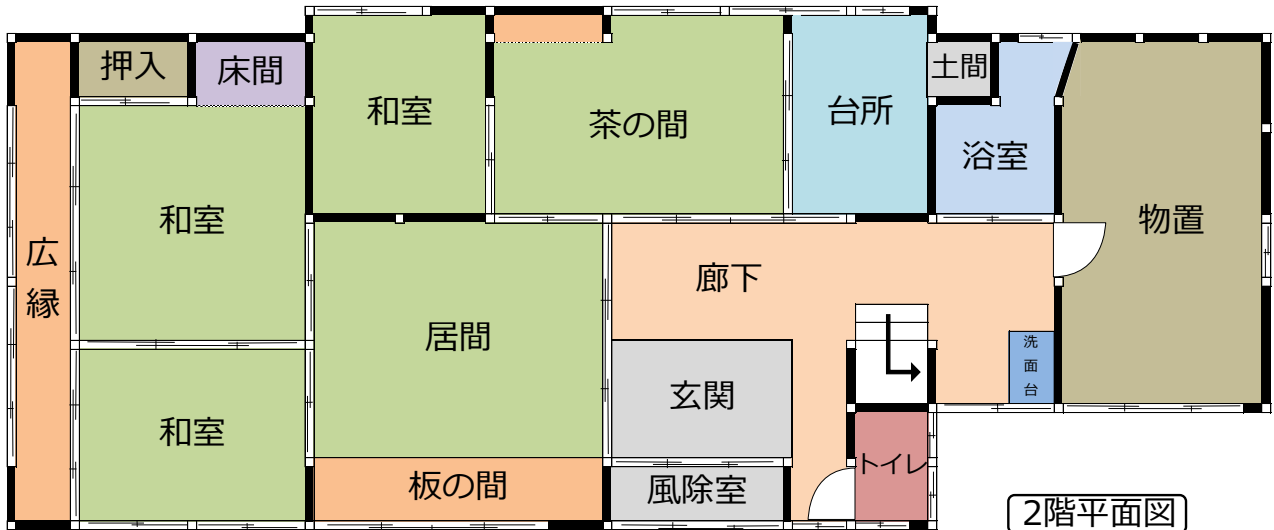 押入
床間
和室
茶の間
台所
土間
浴室
物置
和室
広縁
廊下
居間
洗面台
玄関
和室
トイレ
板の間
風除室
2階平面図